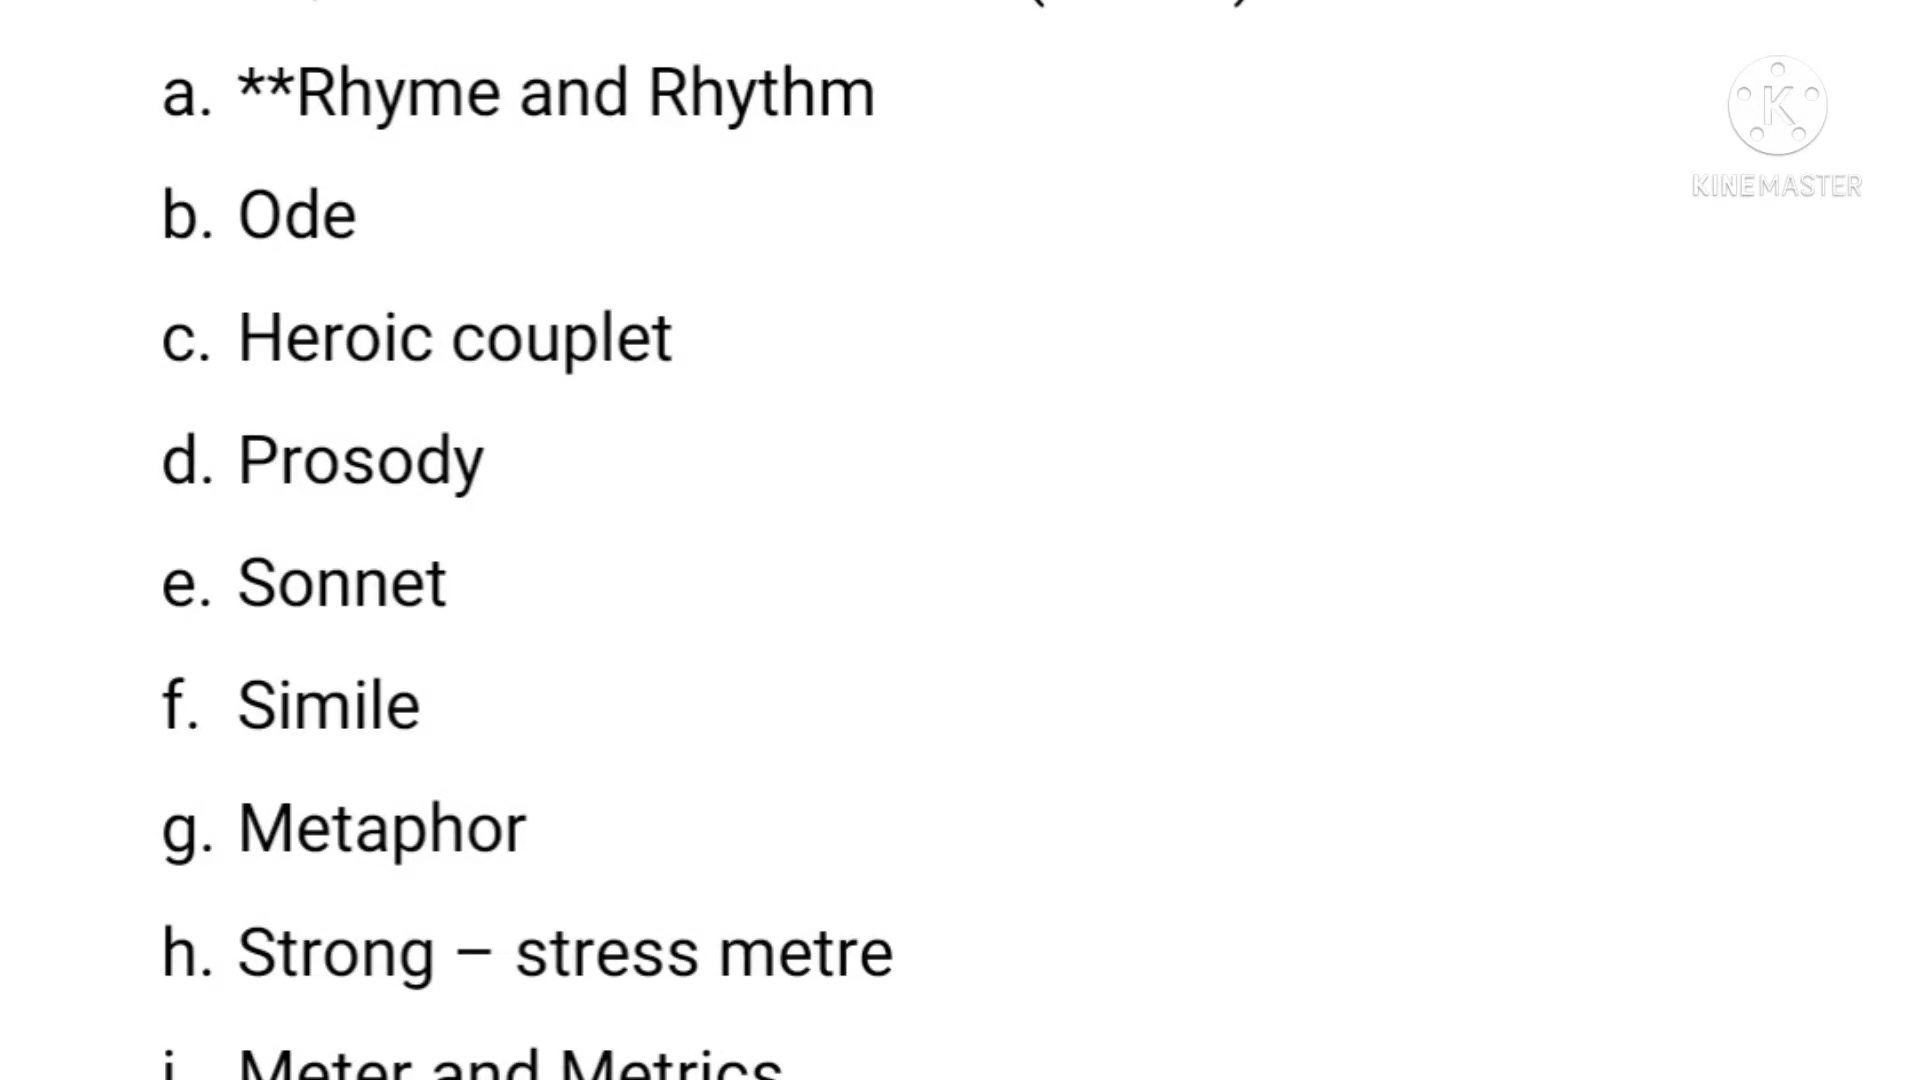 a. **Rhyme and Rhythm
b. Ode
c. Heroic couplet
d. Prosody
e. Sonnet
f. Simile
g. Metaphor
h. Strong – stress metre
i. Meter and Metrics
K
KINEMASTER